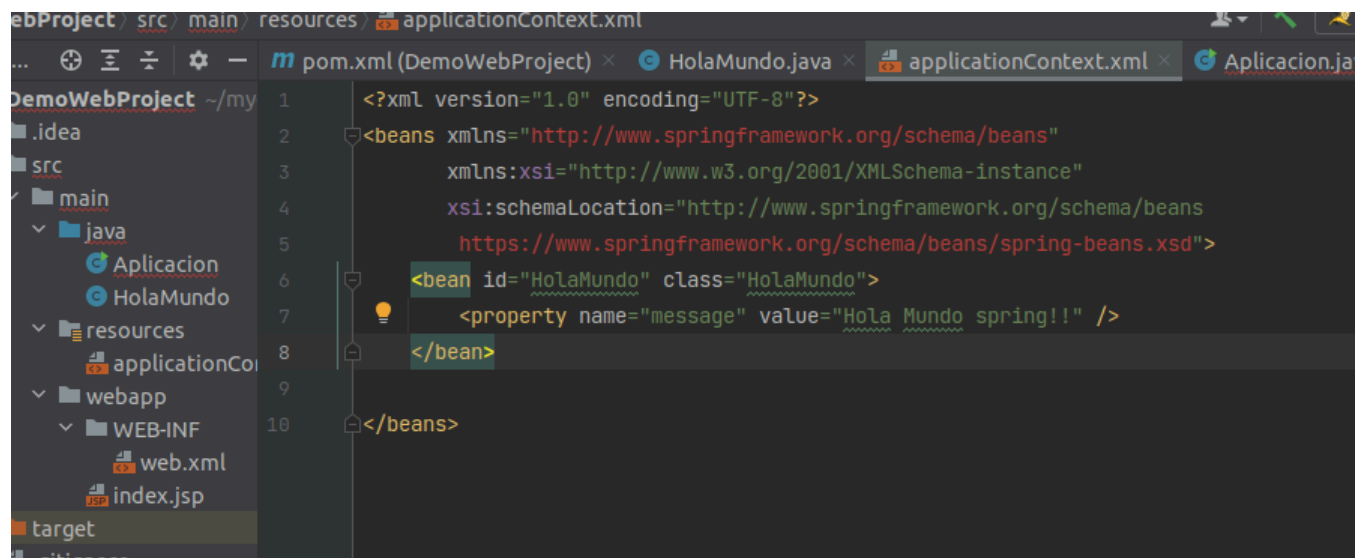 ebProject > src > main > resources > applicationContext.xml
... pom.xml (DemoWebProject) × HolaMundo.java × applicationContext.xml × Aplicacion.ja
DemoWebProject ~/my
.idea
src
main
java
Aplicacion
HolaMundo
resources
applicationCo
webapp
WEB-INF
web.xml
index.jsp
target
1 <?xml version="1.0" encoding="UTF-8"?>
2 <beans xmlns="http://www.springframework.org/schema/beans"
3 xmlns:xsi="http://www.w3.org/2001/XMLSchema-instance"
4 xsi:schemaLocation="http://www.springframework.org/schema/beans
5 https://www.springframework.org/schema/beans/spring-beans.xsd">
6 <bean id="HolaMundo" class="HolaMundo">
7 <property name="message" value="Hola Mundo spring!!" />
8 </bean>
9
10 </beans>